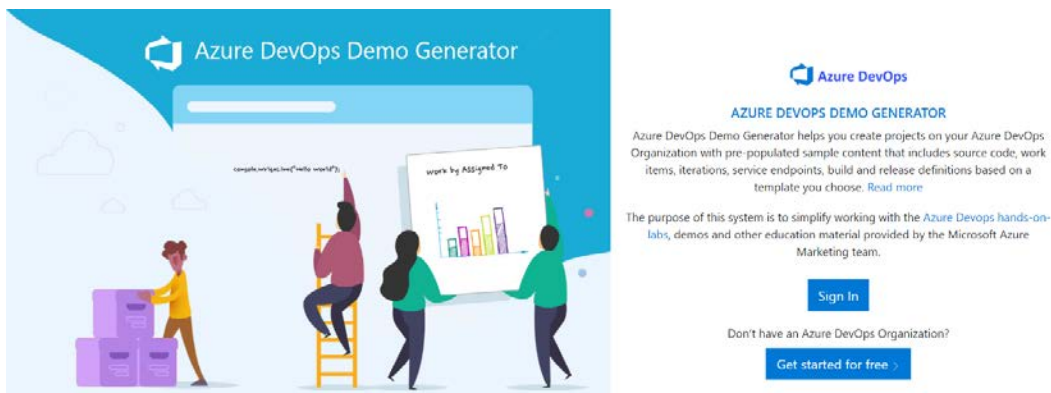 Azure DevOps Demo Generator
console.writeLine("Hello world");
Work by Assigned To
Azure DevOps
AZURE DEVOPS DEMO GENERATOR
Azure DevOps Demo Generator helps you create projects on your Azure DevOps
Organization with pre-populated sample content that includes source code, work
items, iterations, service endpoints, build and release definitions based on a
template you choose. Read more
The purpose of this system is to simplify working with the Azure Devops hands-on-
labs, demos and other education material provided by the Microsoft Azure
Marketing team.
Sign In
Don't have an Azure DevOps Organization?
Get started for free >